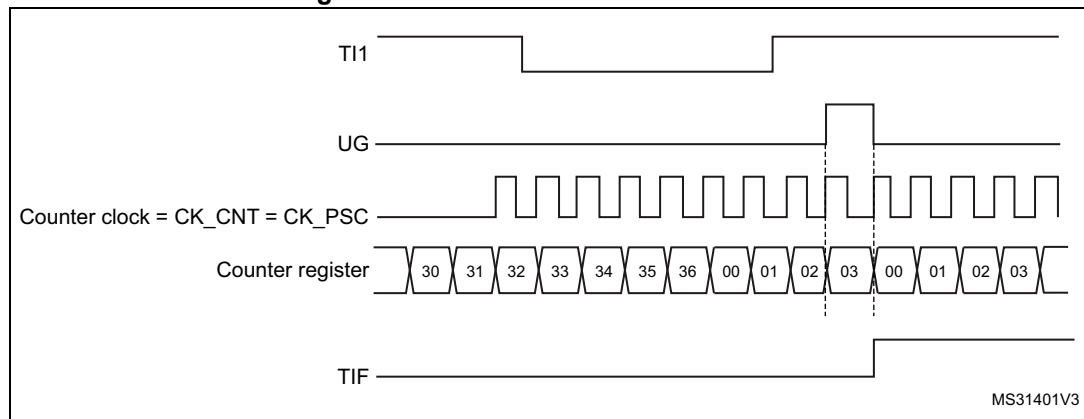 TI1
UG
Counter clock = CK_CNT = CK_PSC
Counter register 30 31 32 33 34 35 36 00 01 02 03 00 01 02 03
TIF
MS31401V3